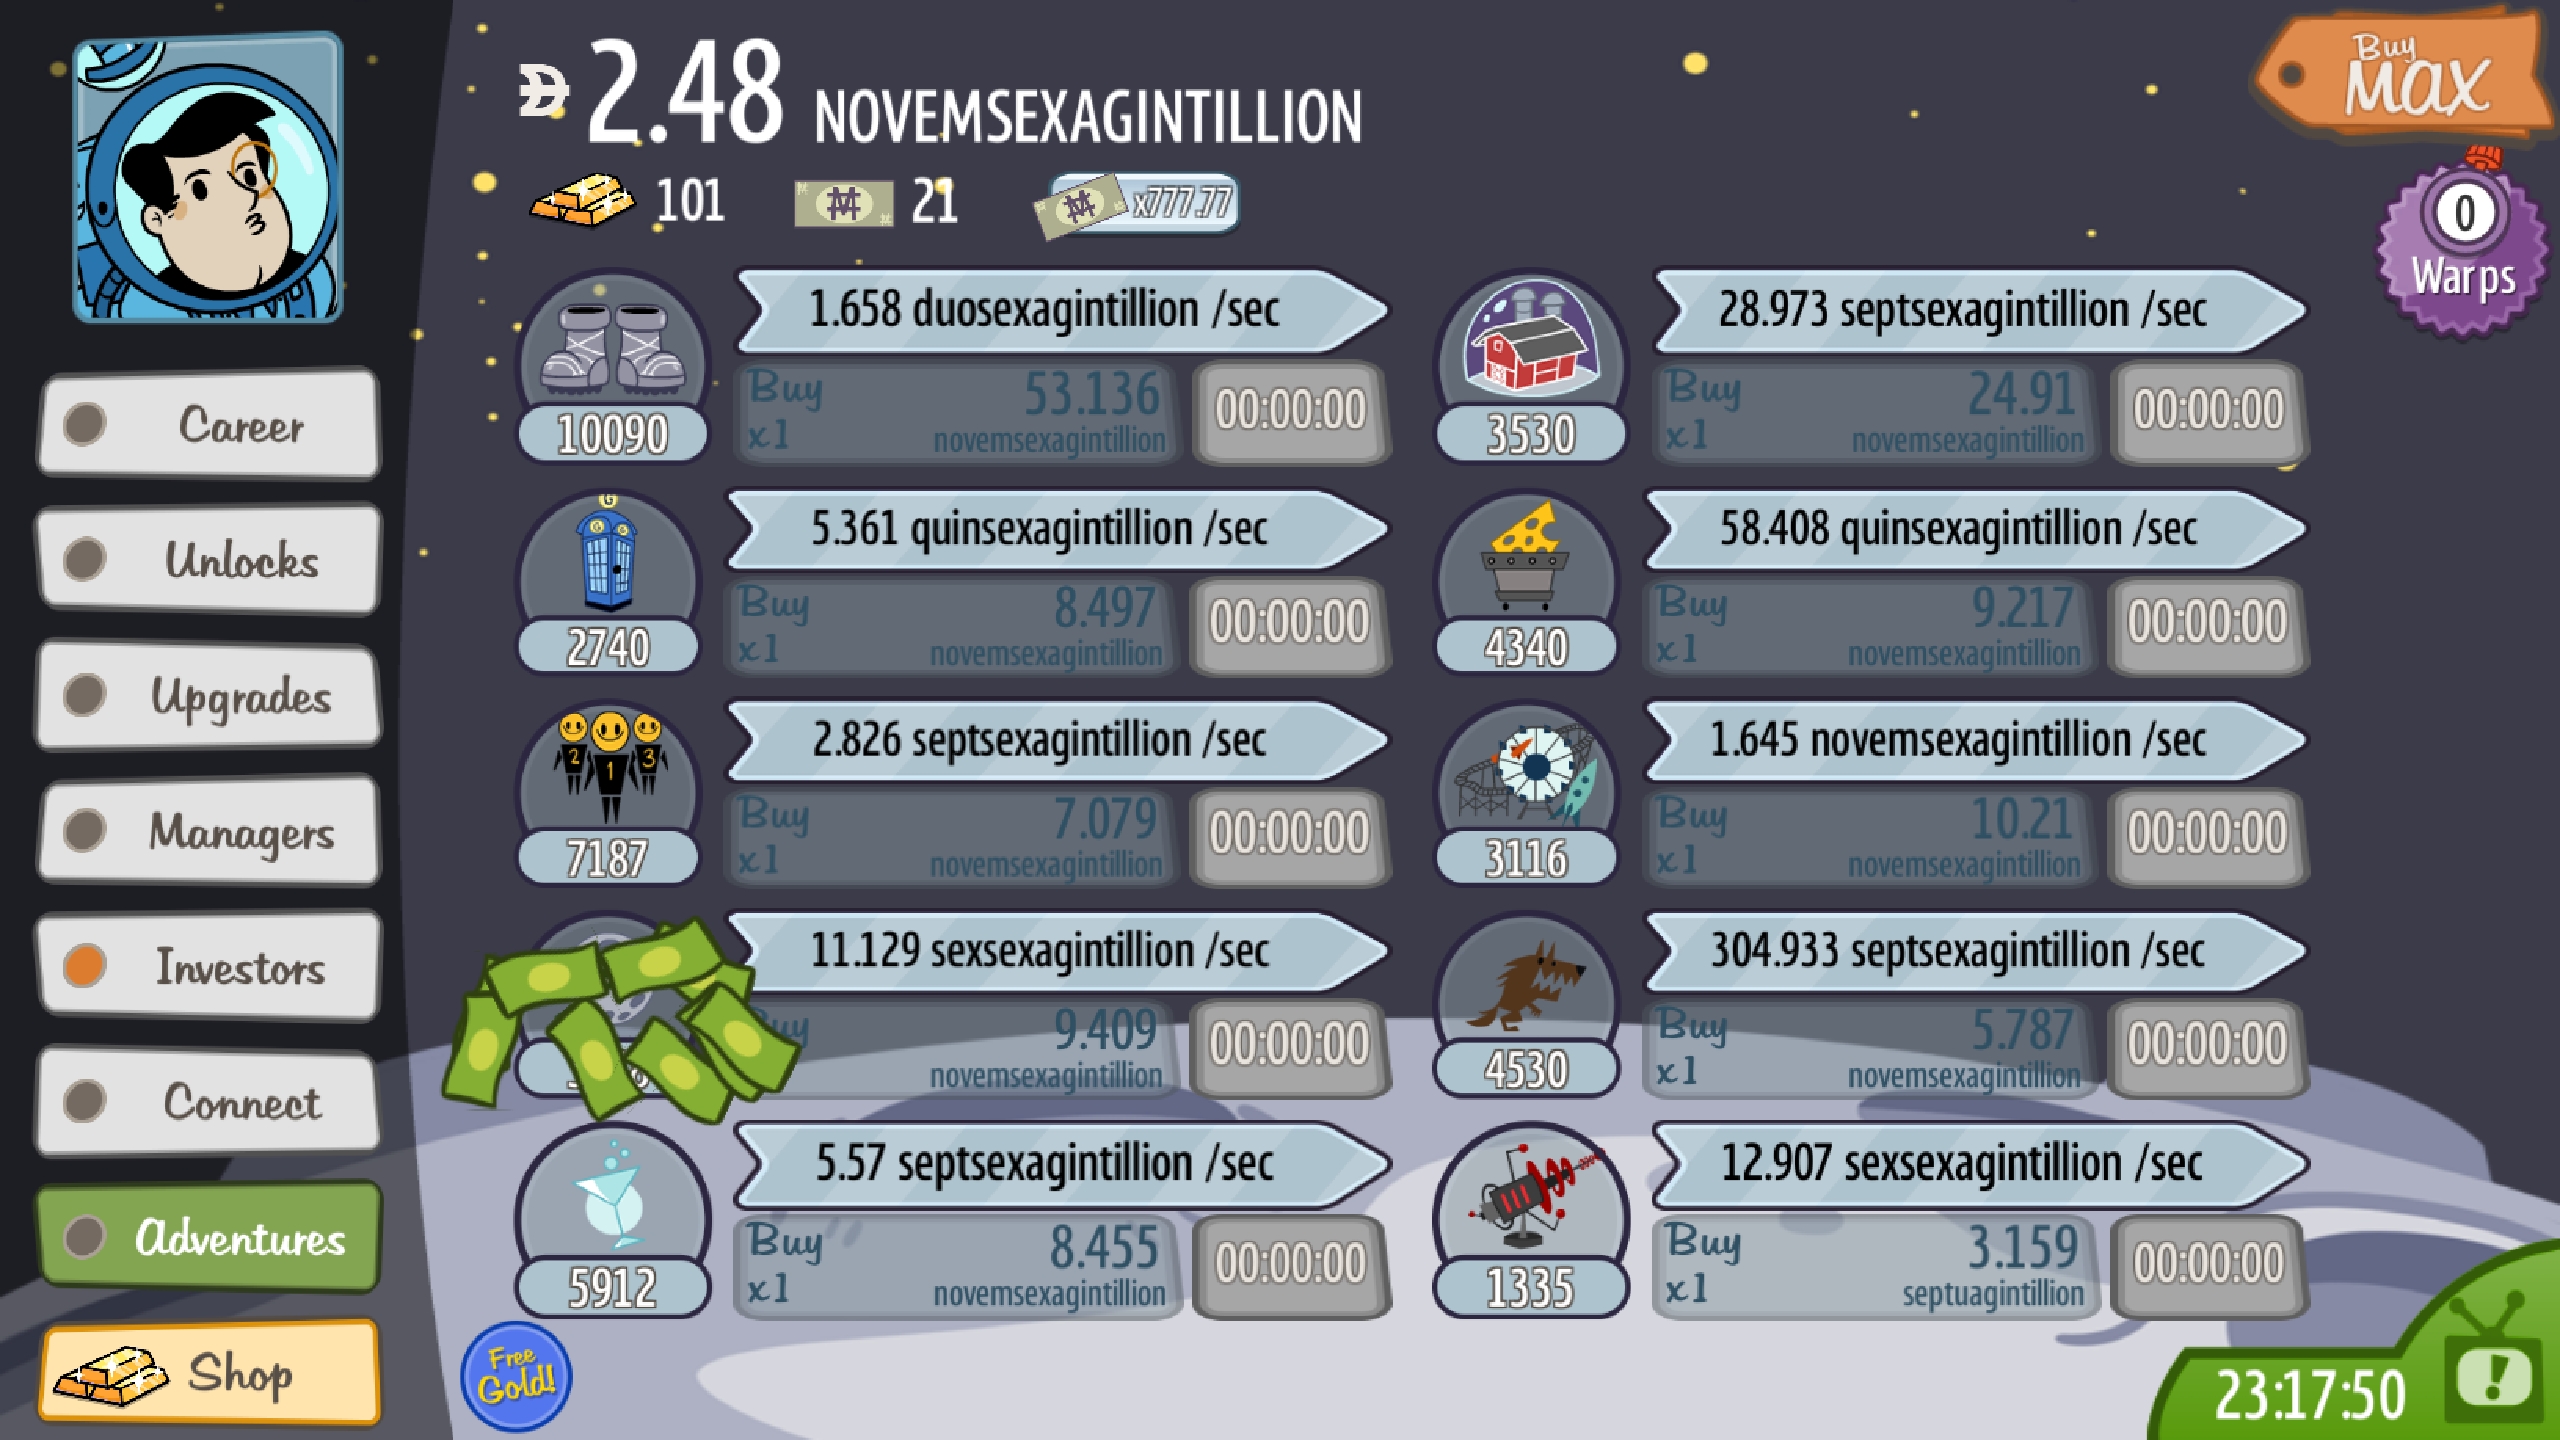 2.48 NOVEMSEXAGINTILLION
101
21
x777.77
Buy
MAX
0
Warps
Career
Unlocks
Upgrades
Managers
Investors
Connect
Adventures
Shop
1.658 duosexagintillion /sec
10090
Buy
x1
53.136
novemsexagintillion
00:00:00
28.973 septsexagintillion /sec
3530
Buy
x1
24.91
novemsexagintillion
00:00:00
5.361 quinsexagintillion /sec
2740
Buy
x1
8.497
novemsexagintillion
00:00:00
58.408 quinsexagintillion /sec
4340
Buy
x1
9.217
novemsexagintillion
00:00:00
2.826 septsexagintillion /sec
2
1
3
7187
Buy
x1
7.079
novemsexagintillion
00:00:00
1.645 novemsexagintillion /sec
3116
Buy
x1
10.21
novemsexagintillion
00:00:00
11.129 sexsexagintillion /sec
9.409
novemsexagintillion
00:00:00
304.933 septsexagintillion /sec
4530
Buy
x1
5.787
novemsexagintillion
00:00:00
5.57 septsexagintillion /sec
5912
Buy
x1
8.455
novemsexagintillion
00:00:00
12.907 sexsexagintillion /sec
1335
Buy
x1
3.159
septuagintillion
00:00:00
Free
Gold!
23:17:50